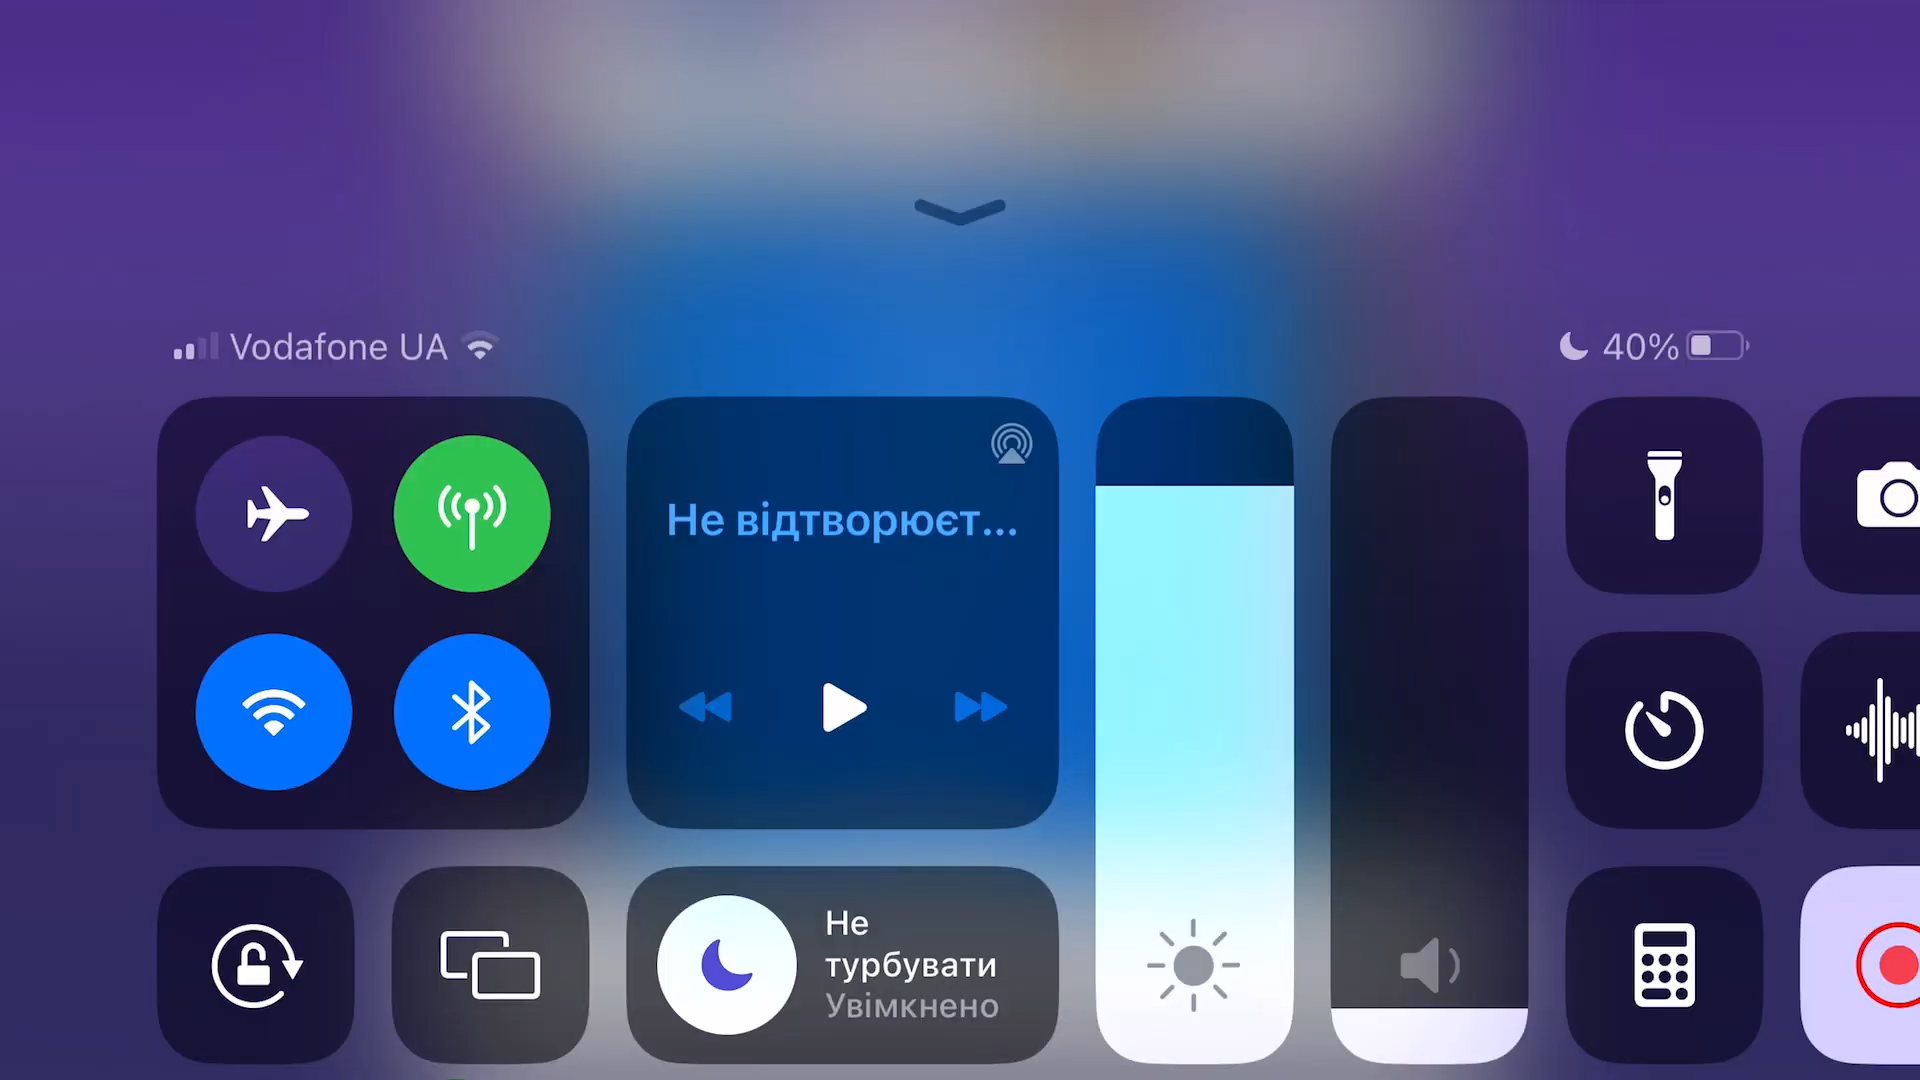 Vodafone UA
40%
Не відтворюєт...
Не
турбувати
Увімкнено